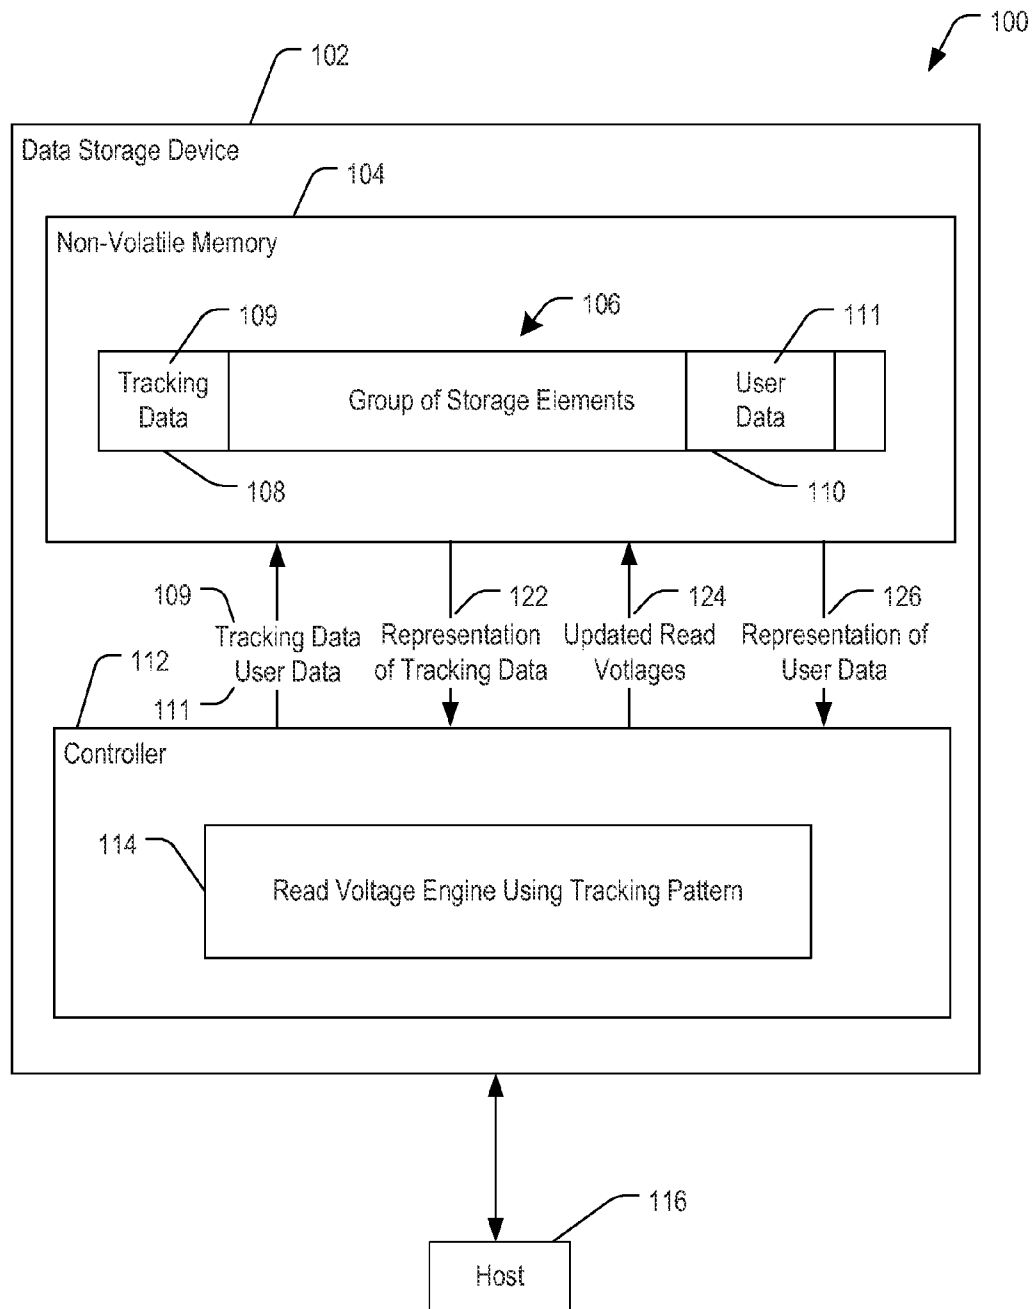 100
102
Data Storage Device
104
Non-Volatile Memory
106
109
111
Tracking
Data
Group of Storage Elements
User
Data
108
110
109
122
124
126
Tracking Data
User Data
Representation
of Tracking Data
Updated Read
Votlages
Representation of
User Data
112
111
Controller
114
Read Voltage Engine Using Tracking Pattern
116
Host